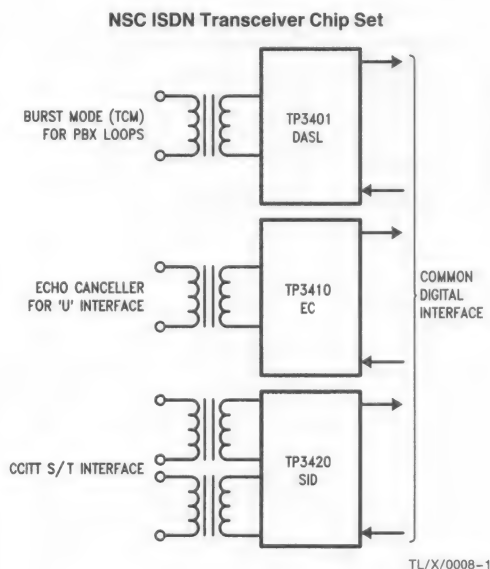 NSC ISDN Transceiver Chip Set
BURST MODE (TCM)
FOR PBX LOOPS
TP3401
DASL
ECHO CANCELLER
FOR 'U' INTERFACE
TP3410
EC
COMMON
DIGITAL
INTERFACE
CCITT S/T INTERFACE
TP3420
SID
TL/X/0008-1